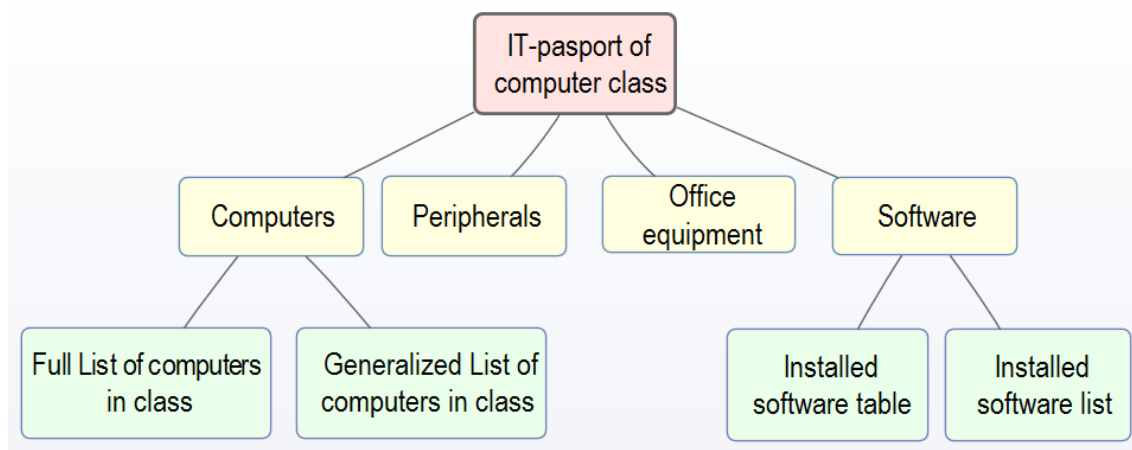 IT-pasport of
computer class
Computers
Peripherals
Office
equipment
Software
Full List of computers
in class
Generalized List of
computers in class
Installed
software table
Installed
software list